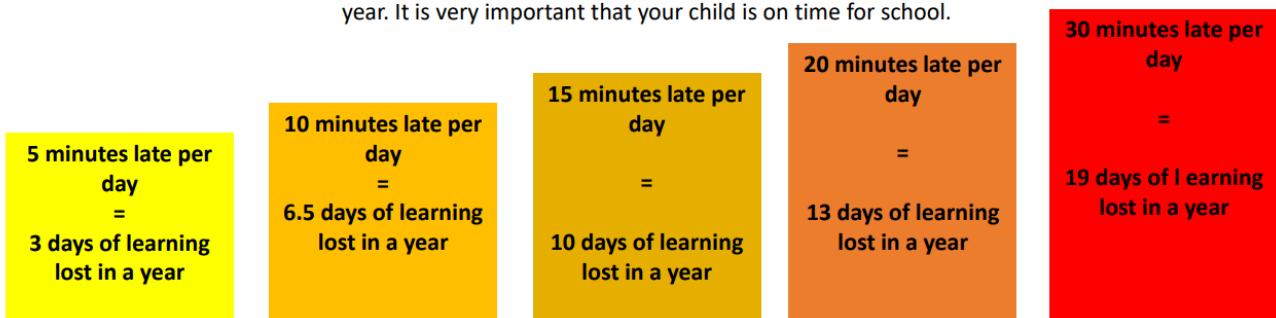 year. It is very important that your child is on time for school.
5 minutes late per
day
=
3 days of learning
lost in a year
10 minutes late per
day
=
6.5 days of learning
lost in a year
15 minutes late per
day
=
10 days of learning
lost in a year
20 minutes late per
day
=
13 days of learning
lost in a year
30 minutes late per
day
=
19 days of l earning
lost in a year